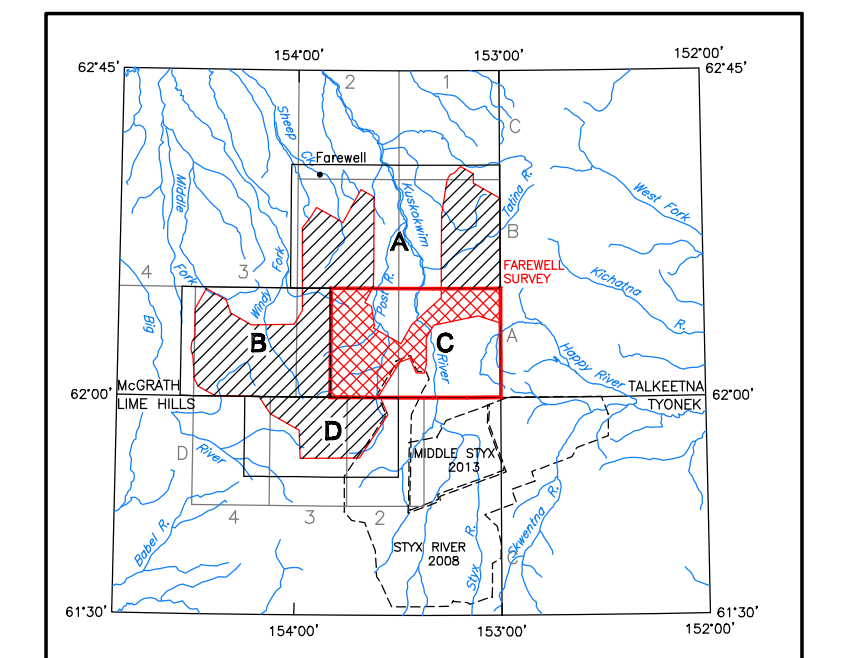 154°00' 153°00' 152°00'
62°45' 62°45'
2 1
Sheep Ck.
C
Farewell
Middle Fork
Kuskokwim River
Tatina R.
West Fork
A
B
Windy Fork
4 3
FAREWELL
SURVEY
Post R.
Kichatna R.
Big River
B
C
A
Happy River
McGRATH TALKEETNA
62°00' 62°00'
LIME HILLS TYONEK
D
D
MIDDLE STYX
2013
4 3 2
Babel R.
STYX RIVER
2008
Styx R.
Skwentna R.
C
61°30' 61°30'
154°00' 153°00' 152°00'